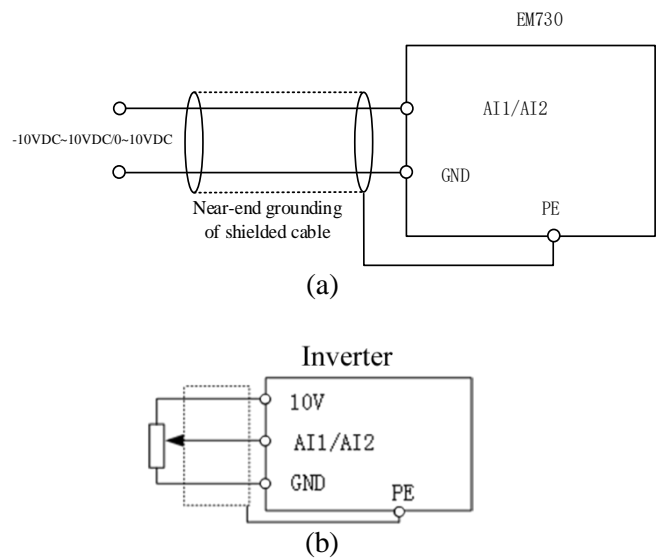 EM730
AI1/AI2
-10VDC~10VDC/0~10VDC
GND
Near-end grounding
of shielded cable
PE
(a)
Inverter
10V
AI1/AI2
GND
PE
(b)